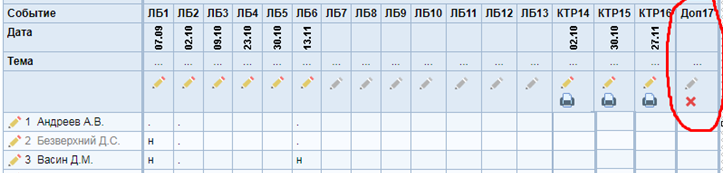 Событие ЛБ1 ЛБ2 ЛБ3 ЛБ4 ЛБ5 ЛБ6 ЛБ7 ЛБ8 ЛБ9 ЛБ10 ЛБ11 ЛБ12 ЛБ13 КТР14 КТР15 КТР16 Доп17
Дата 07.09 02.10 09.10 23.10 30.10 13.11 02.10 30.10 27.11
Тема ... ... ... ... ... ... ... ... ... ... ... ... ... ... ... ... ...
1 Андреев А.В. . . .
2 Безверхний Д.С. н . .
3 Васин Д.М. н . н